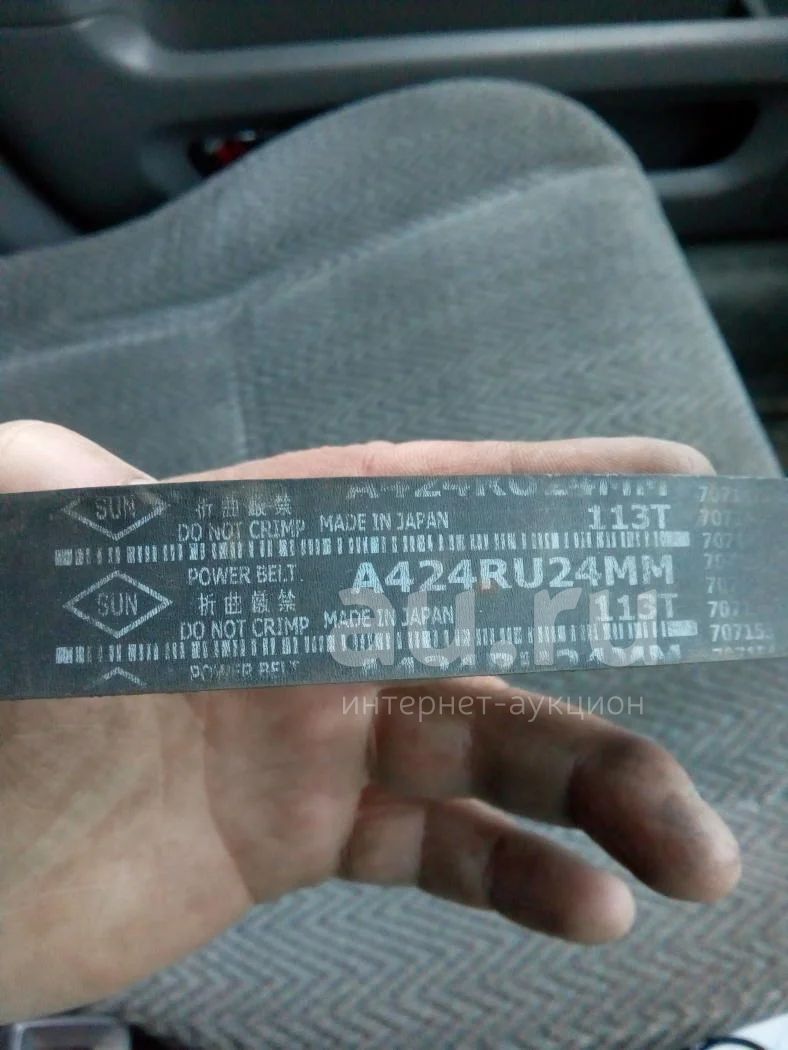 A424RU24MM
SUN 折曲厳禁
DO NOT CRIMP MADE IN JAPAN 113T
POWER BELT. A424RU24MM
SUN 折曲厳禁
DO NOT CRIMP MADE IN JAPAN 113T
POWER BELT
au.ru
интернет-аукцион